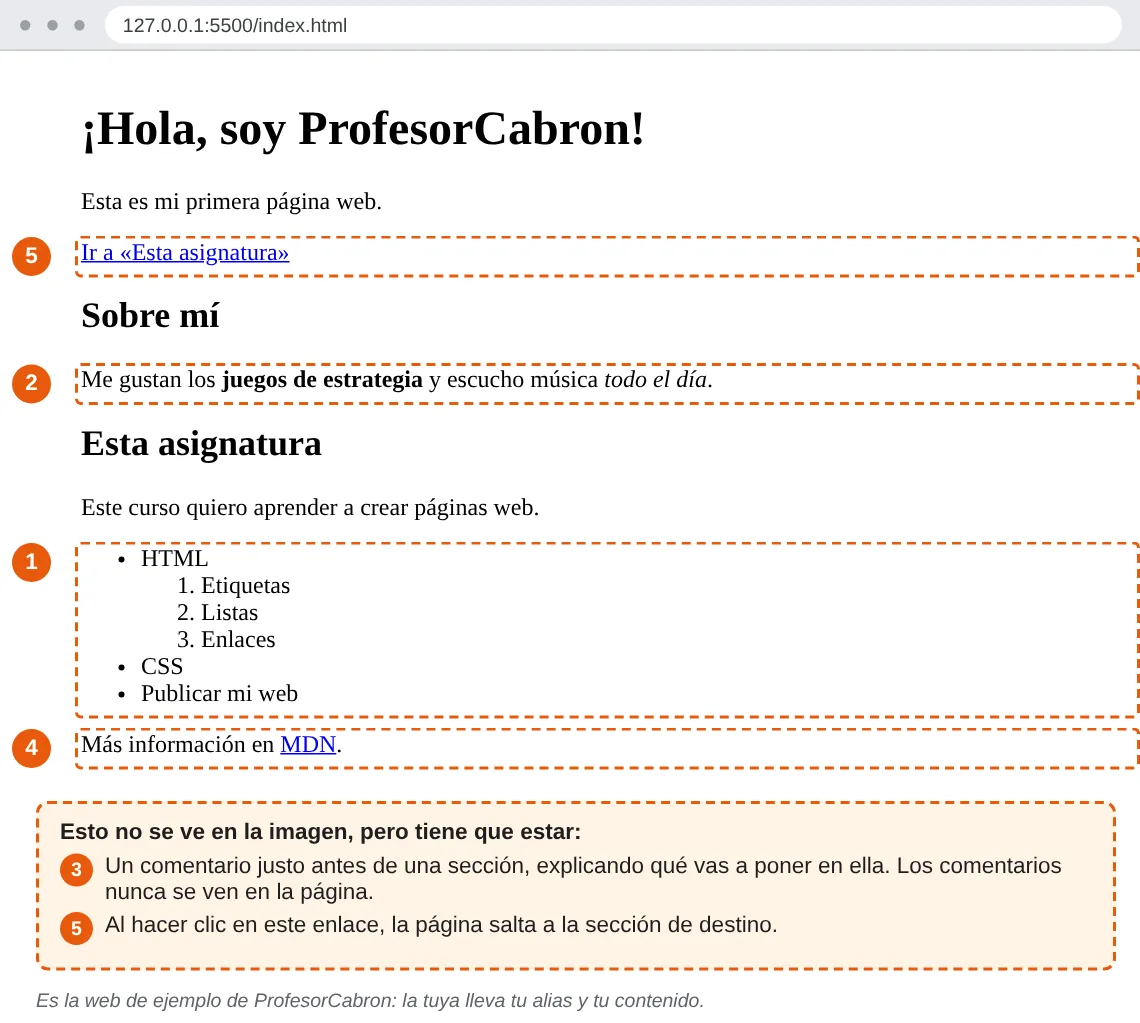 127.0.0.1:5500/index.html
¡Hola, soy ProfesorCabron!
Esta es mi primera página web.
5
Ir a «Esta asignatura»
Sobre mí
2
Me gustan los juegos de estrategia y escucho música todo el día.
Esta asignatura
Este curso quiero aprender a crear páginas web.
1
• HTML
1. Etiquetas
2. Listas
3. Enlaces
• CSS
• Publicar mi web
4
Más información en MDN.
Esto no se ve en la imagen, pero tiene que estar:
3 Un comentario justo antes de una sección, explicando qué vas a poner en ella. Los comentarios
nunca se ven en la página.
5 Al hacer clic en este enlace, la página salta a la sección de destino.
Es la web de ejemplo de ProfesorCabron: la tuya lleva tu alias y tu contenido.